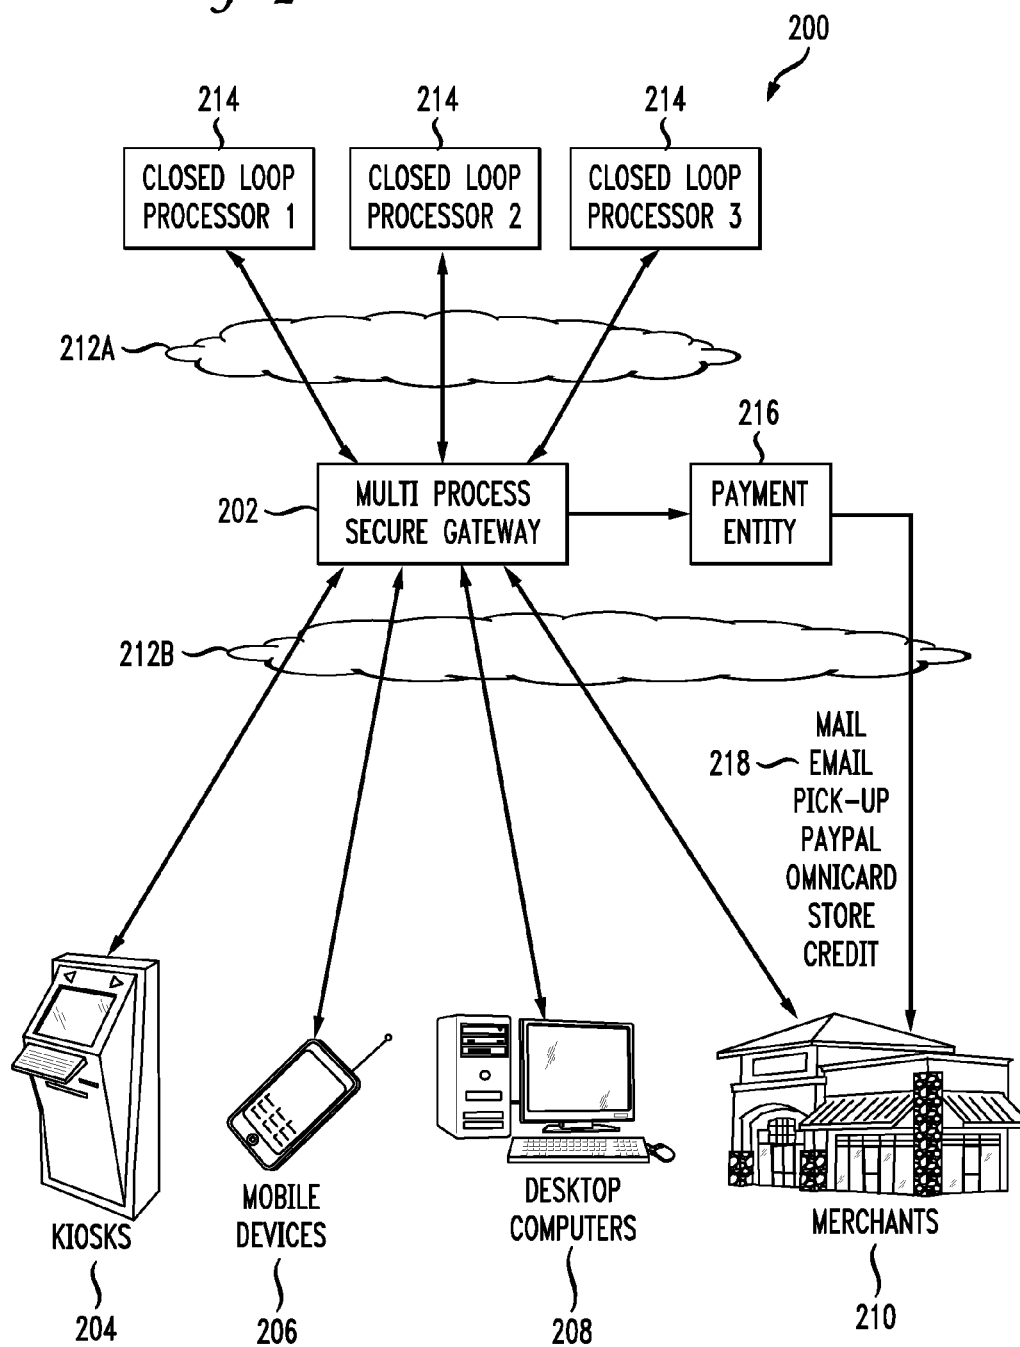 200
214
214
214
CLOSED LOOP
PROCESSOR 1
CLOSED LOOP
PROCESSOR 2
CLOSED LOOP
PROCESSOR 3
212A
216
202
MULTI PROCESS
SECURE GATEWAY
PAYMENT
ENTITY
212B
218
MAIL
EMAIL
PICK-UP
PAYPAL
OMNICARD
STORE
CREDIT
KIOSKS
204
MOBILE
DEVICES
206
DESKTOP
COMPUTERS
208
MERCHANTS
210